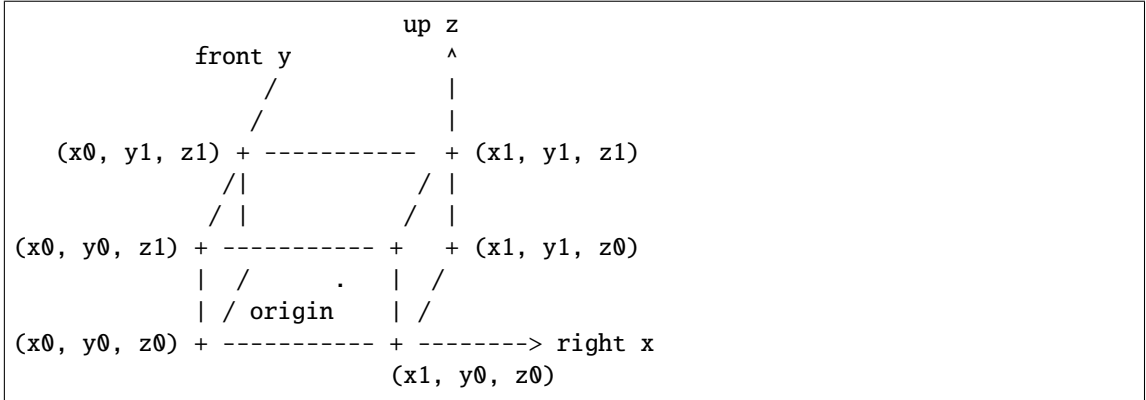 up z
front y ^
/ |
/ |
(x0, y1, z1) + ----------- + (x1, y1, z1)
/| / |
/ | / |
(x0, y0, z1) + ----------- + + (x1, y1, z0)
| / . | /
| / origin | /
(x0, y0, z0) + ----------- + --------> right x
(x1, y0, z0)